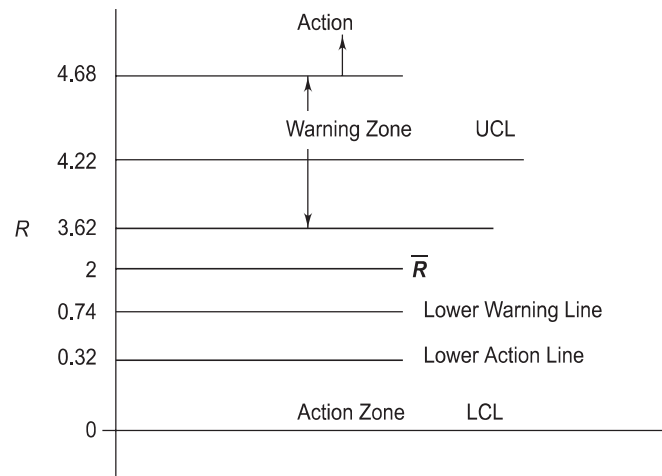 Action
4.68
Warning Zone UCL
4.22
R 3.62
2 R̅
0.74 Lower Warning Line
0.32 Lower Action Line
Action Zone LCL
0